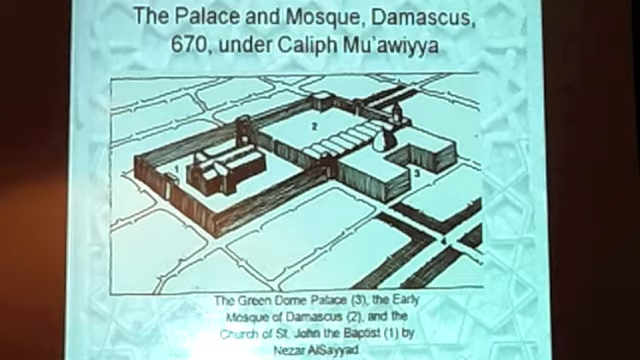 The Palace and Mosque, Damascus,
670, under Caliph Mu'awiyya
2
1
3
4
The Green Dome Palace (3), the Early
Mosque of Damascus (2), and the
Church of St. John the Baptist (1) by
Nezar AlSayyad